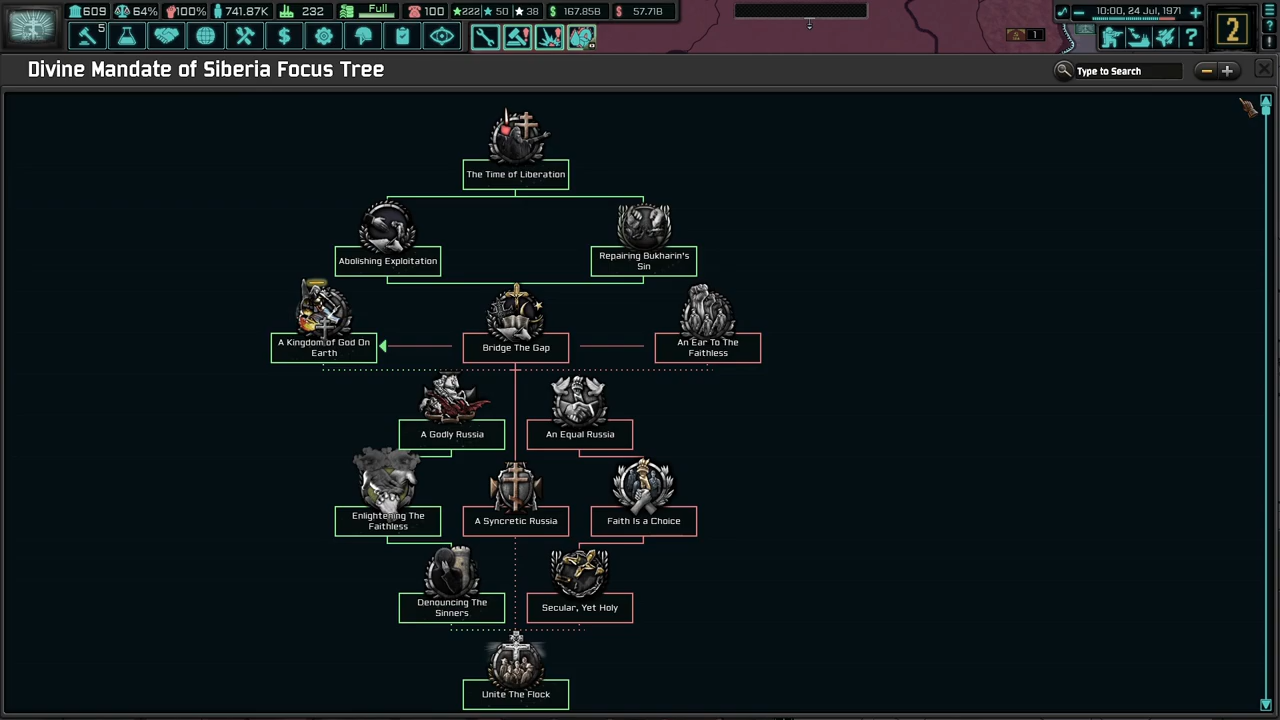 609 64% 100% 741.87K 232 Full 100 222 50 38 $ 167.85B $ 57.71B
10:00, 24 Jul, 1971
5
1
2
Divine Mandate of Siberia Focus Tree
Type to Search
The Time of Liberation
Abolishing Exploitation
Repairing Bukharin's
Sin
A Kingdom of God On
Earth
Bridge The Gap
An Ear To The
Faithless
A Godly Russia
An Equal Russia
Enlightening The
Faithless
A Syncretic Russia
Faith Is a Choice
Denouncing The
Sinners
Secular, Yet Holy
Unite The Flock